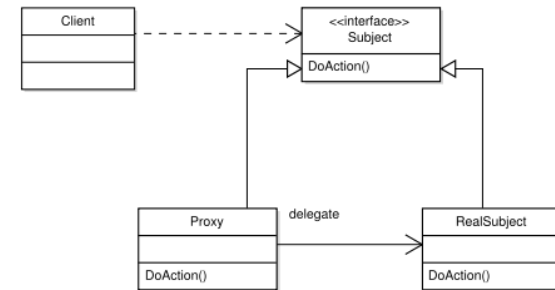 Client
<<interface>>
Subject
DoAction()
Proxy
delegate
RealSubject
DoAction()
DoAction()